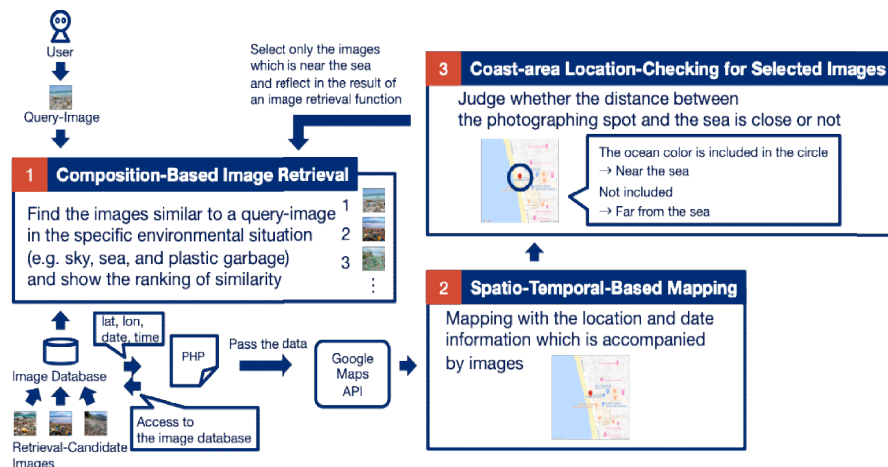 User
Query-Image
Select only the images
which is near the sea
and reflect in the result of
an image retrieval function
3 Coast-area Location-Checking for Selected Images
Judge whether the distance between
the photographing spot and the sea is close or not
The ocean color is included in the circle
→ Near the sea
Not included
→ Far from the sea
1 Composition-Based Image Retrieval
Find the images similar to a query-image
in the specific environmental situation
(e.g. sky, sea, and plastic garbage)
and show the ranking of similarity
1
2
3
⋮
2 Spatio-Temporal-Based Mapping
Mapping with the location and date
information which is accompanied
by images
lat, lon,
date, time
PHP
Pass the data
Google
Maps
API
Image Database
Access to
the image database
Retrieval-Candidate
Images